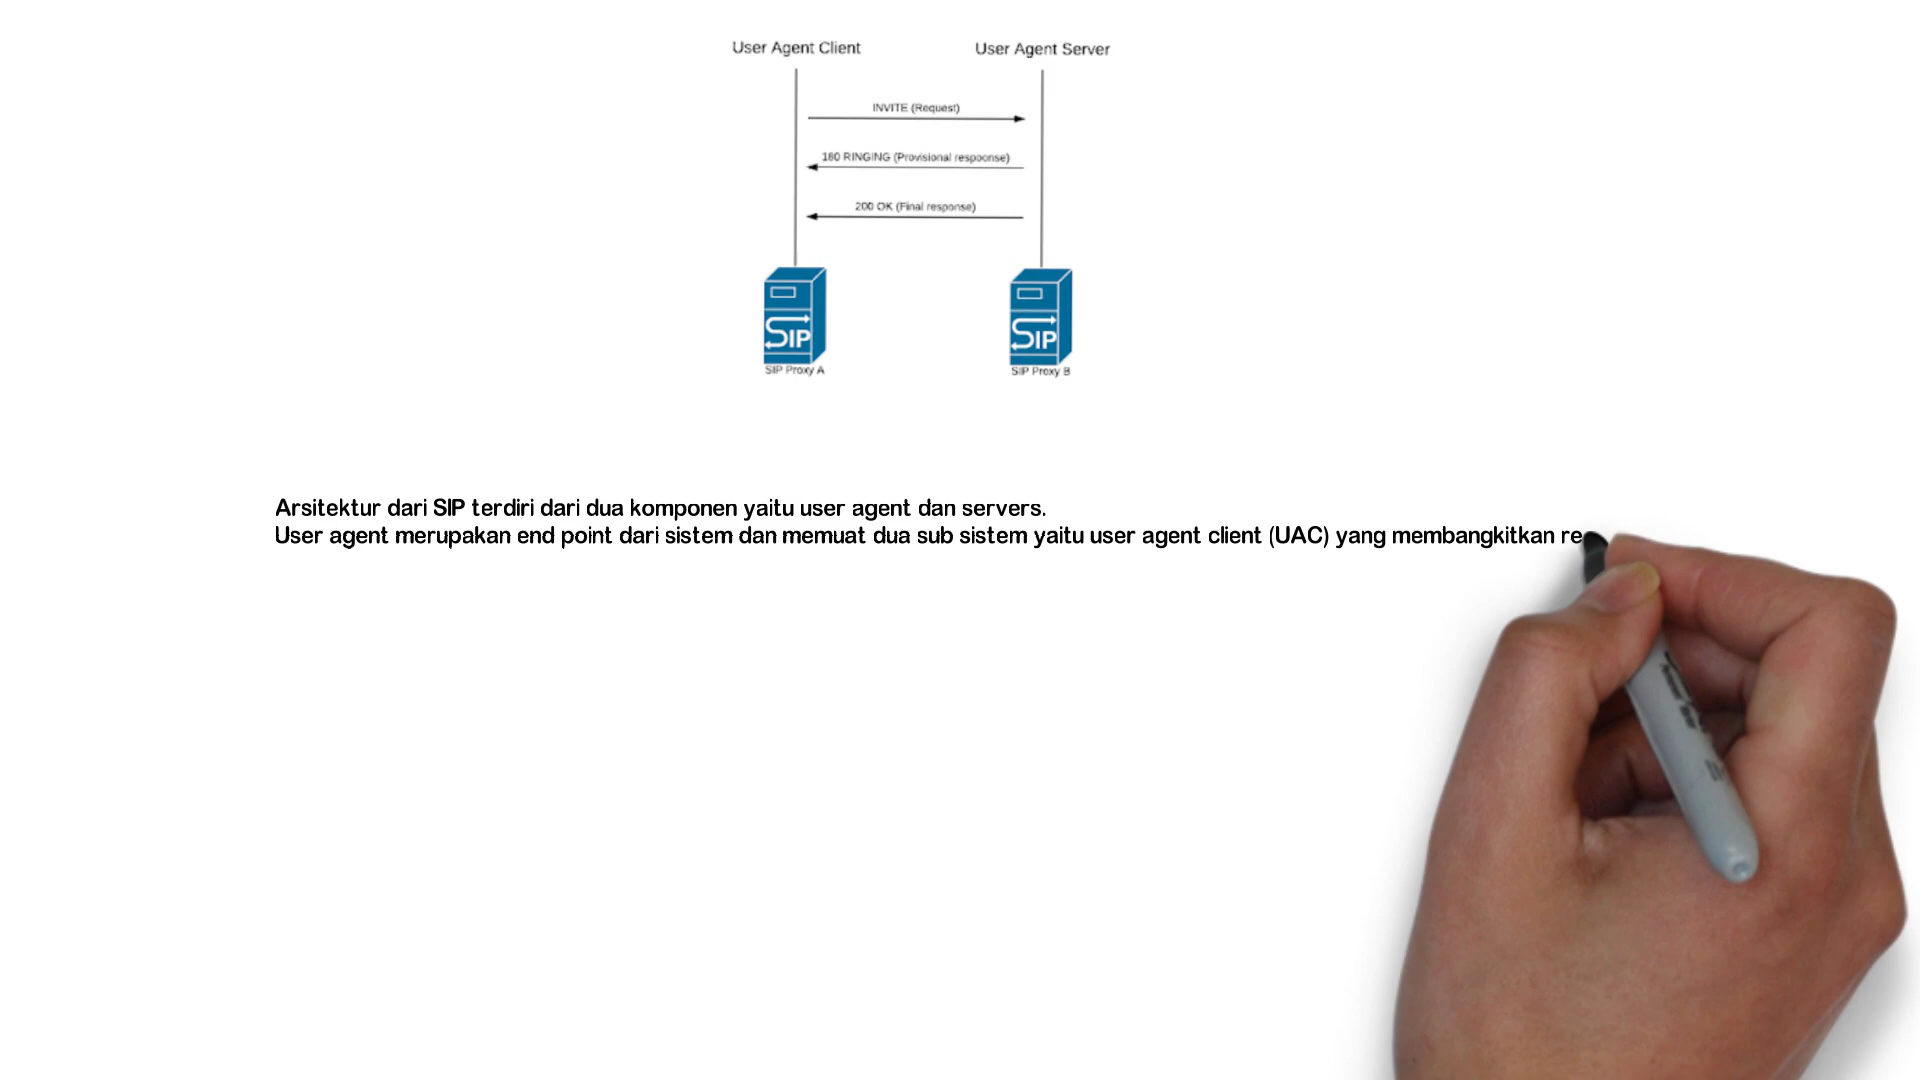 User Agent Client
User Agent Server
INVITE (Request)
180 RINGING (Provisional respoonse)
200 OK (Final response)
SIP
SIP
SIP Proxy A
SIP Proxy B
Arsitektur dari SIP terdiri dari dua komponen yaitu user agent dan servers.
User agent merupakan end point dari sistem dan memuat dua sub sistem yaitu user agent client (UAC) yang membangkitkan re